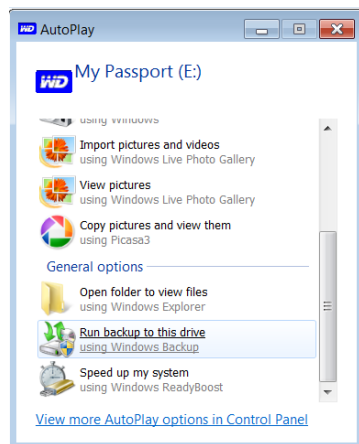 WD AutoPlay
WD My Passport (E:)
using Windows
Import pictures and videos
using Windows Live Photo Gallery
View pictures
using Windows Live Photo Gallery
Copy pictures and view them
using Picasa3
General options
Open folder to view files
using Windows Explorer
Run backup to this drive
using Windows Backup
Speed up my system
using Windows ReadyBoost
View more AutoPlay options in Control Panel